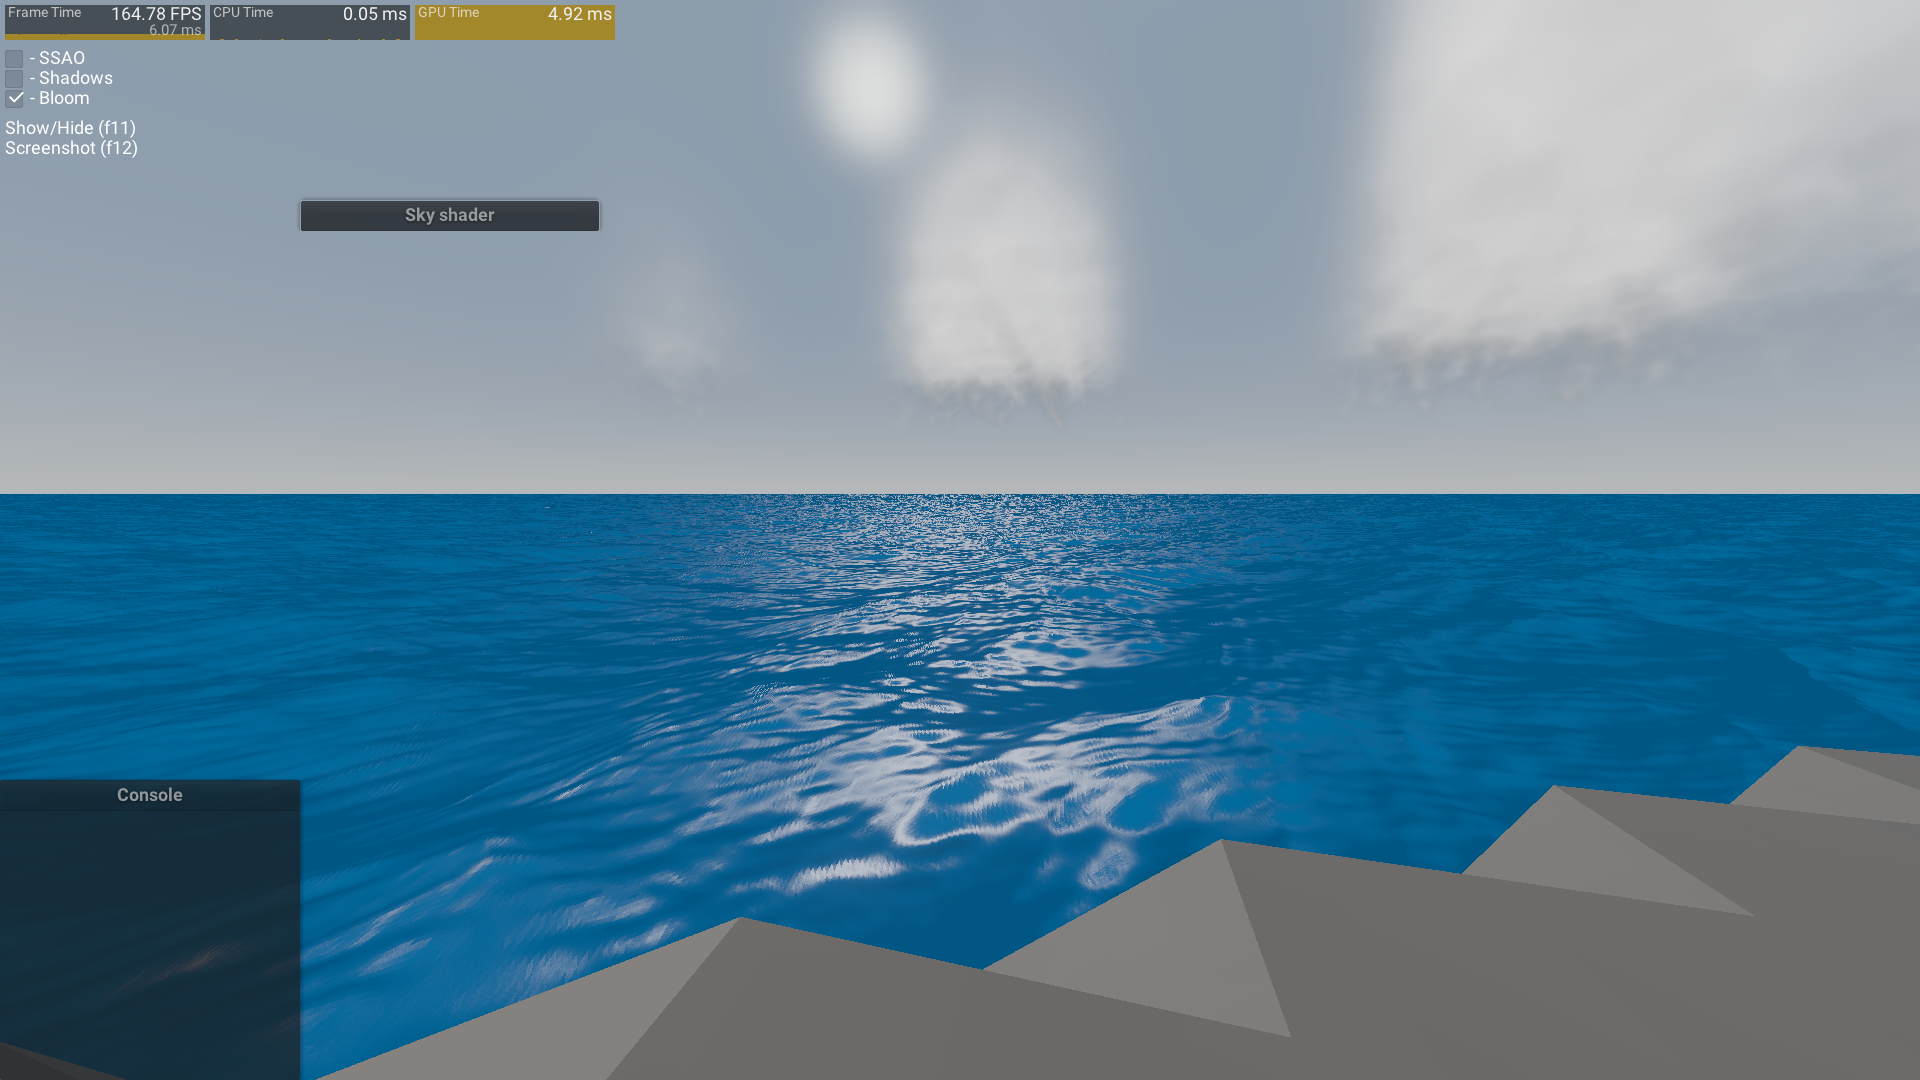 Frame Time 164.78 FPS
6.07 ms
CPU Time 0.05 ms
GPU Time 4.92 ms
- SSAO
- Shadows
- Bloom
Show/Hide (f11)
Screenshot (f12)
Sky shader
Console